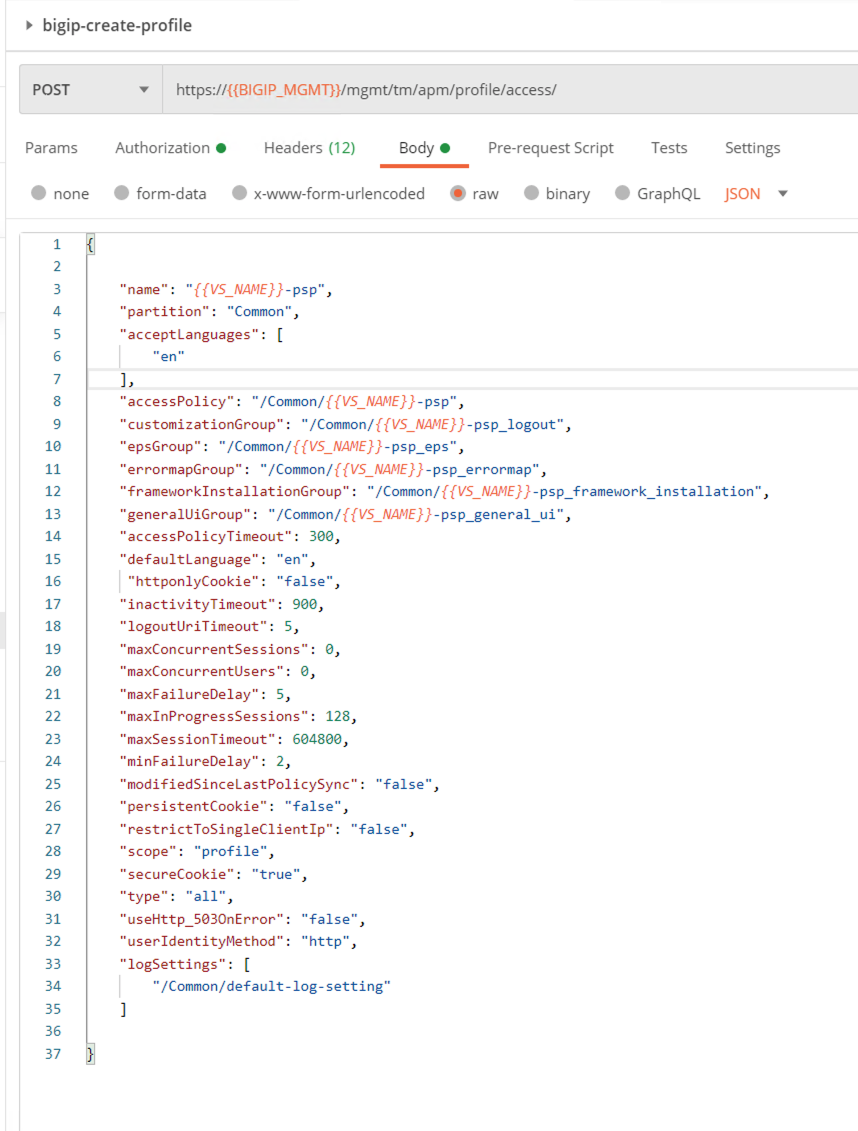 bigip-create-profile
POST https://{{BIGIP_MGMT}}/mgmt/tm/apm/profile/access/
Params Authorization Headers (12) Body Pre-request Script Tests Settings
none form-data x-www-form-urlencoded raw binary GraphQL JSON
1 {
2
3 "name": "{{VS_NAME}}-psp",
4 "partition": "Common",
5 "acceptLanguages": [
6 "en"
7 ],
8 "accessPolicy": "/Common/{{VS_NAME}}-psp",
9 "customizationGroup": "/Common/{{VS_NAME}}-psp_logout",
10 "epsGroup": "/Common/{{VS_NAME}}-psp_eps",
11 "errormapGroup": "/Common/{{VS_NAME}}-psp_errormap",
12 "frameworkInstallationGroup": "/Common/{{VS_NAME}}-psp_framework_installation",
13 "generalUiGroup": "/Common/{{VS_NAME}}-psp_general_ui",
14 "accessPolicyTimeout": 300,
15 "defaultLanguage": "en",
16 "httponlyCookie": "false",
17 "inactivityTimeout": 900,
18 "logoutUriTimeout": 5,
19 "maxConcurrentSessions": 0,
20 "maxConcurrentUsers": 0,
21 "maxFailureDelay": 5,
22 "maxInProgressSessions": 128,
23 "maxSessionTimeout": 604800,
24 "minFailureDelay": 2,
25 "modifiedSinceLastPolicySync": "false",
26 "persistentCookie": "false",
27 "restrictToSingleClientIp": "false",
28 "scope": "profile",
29 "secureCookie": "true",
30 "type": "all",
31 "useHttp_503OnError": "false",
32 "userIdentityMethod": "http",
33 "logSettings": [
34 "/Common/default-log-setting"
35 ]
36
37 }